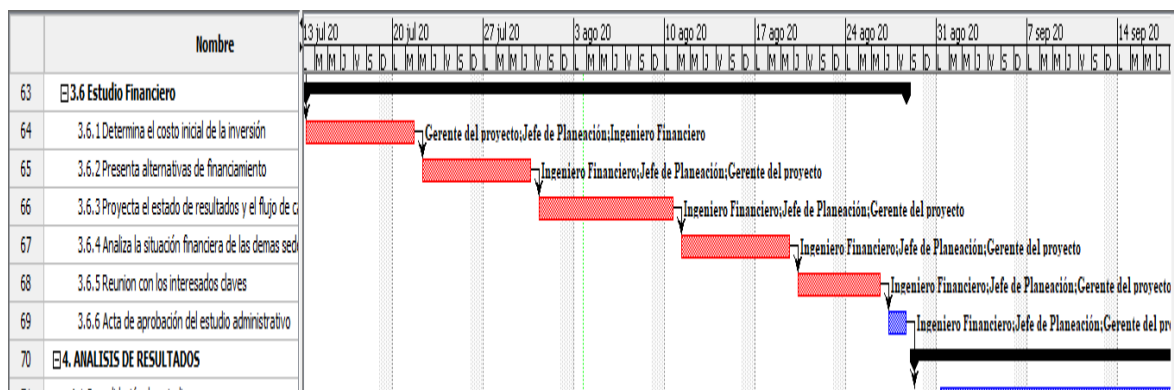 Nombre
13 jul 20 20 jul 20 27 jul 20 3 ago 20 10 ago 20 17 ago 20 24 ago 20 31 ago 20 7 sep 20 14 sep 20
L M M J V S D L M M J V S D L M M J V S D L M M J V S D L M M J V S D L M M J V S D L M M J V S D L M M J V S D L M M J V S D L M M J
63 3.6 Estudio Financiero
64 3.6.1 Determina el costo inicial de la inversión Gerente del proyecto;Jefe de Planeación;Ingeniero Financiero
65 3.6.2 Presenta alternativas de financiamiento Ingeniero Financiero;Jefe de Planeación;Gerente del proyecto
66 3.6.3 Proyecta el estado de resultados y el flujo de Ingeniero Financiero;Jefe de Planeación;Gerente del proyecto
67 3.6.4 Analiza la situación financiera de las demas Ingeniero Financiero;Jefe de Planeación;Gerente del proyecto
68 3.6.5 Reunion con los interesados claves Ingeniero Financiero;Jefe de Planeación;Gerente del proyecto
69 3.6.6 Acta de aprobación del estudio administrativo Ingeniero Financiero;Jefe de Planeación;Gerente del
70 4. ANALISIS DE RESULTADOS